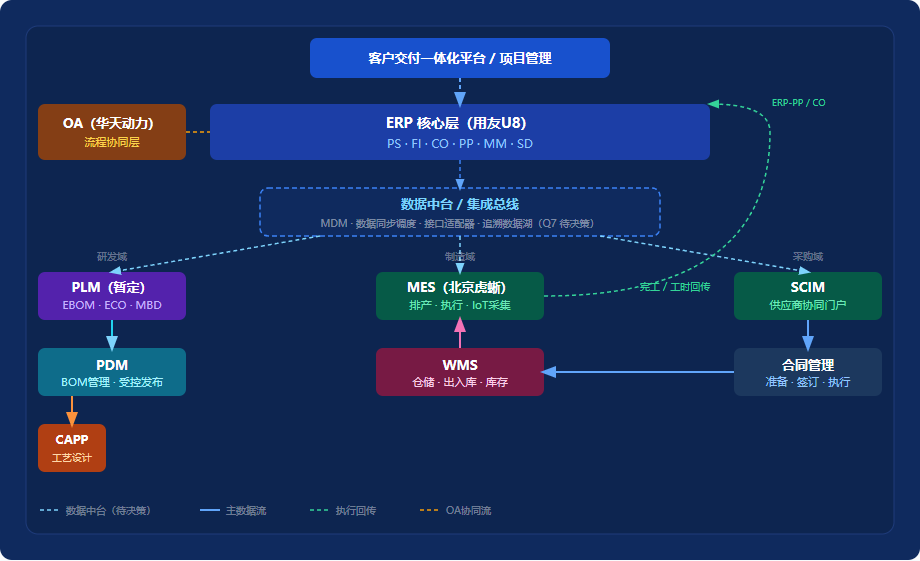 客户交付一体化平台 / 项目管理
ERP-PP / CO
OA（华天动力）
流程协同层
ERP 核心层（用友U8）
PS · FI · CO · PP · MM · SD
数据中台 / 集成总线
MDM · 数据同步调度 · 接口适配器 · 追溯数据湖（Q7 待决策）
研发域
制造域
采购域
PLM（暂定）
EBOM · ECO · MBD
MES（北京虎蜥）
排产 · 执行 · IoT采集
完工 / 工时回传
SCIM
供应商协同门户
PDM
BOM管理 · 受控发布
WMS
仓储 · 出入库 · 库存
合同管理
准备 · 签订 · 执行
CAPP
工艺设计
数据中台（待决策）
主数据流
执行回传
OA协同流